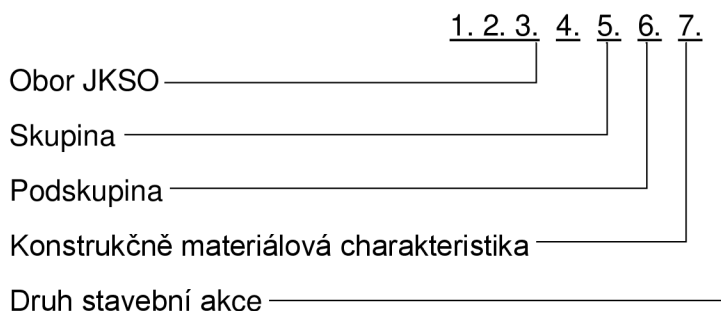 1. 2. 3. 4. 5. 6. 7.
Obor JKSO
Skupina
Podskupina
Konstrukčně materiálová charakteristika
Druh stavební akce